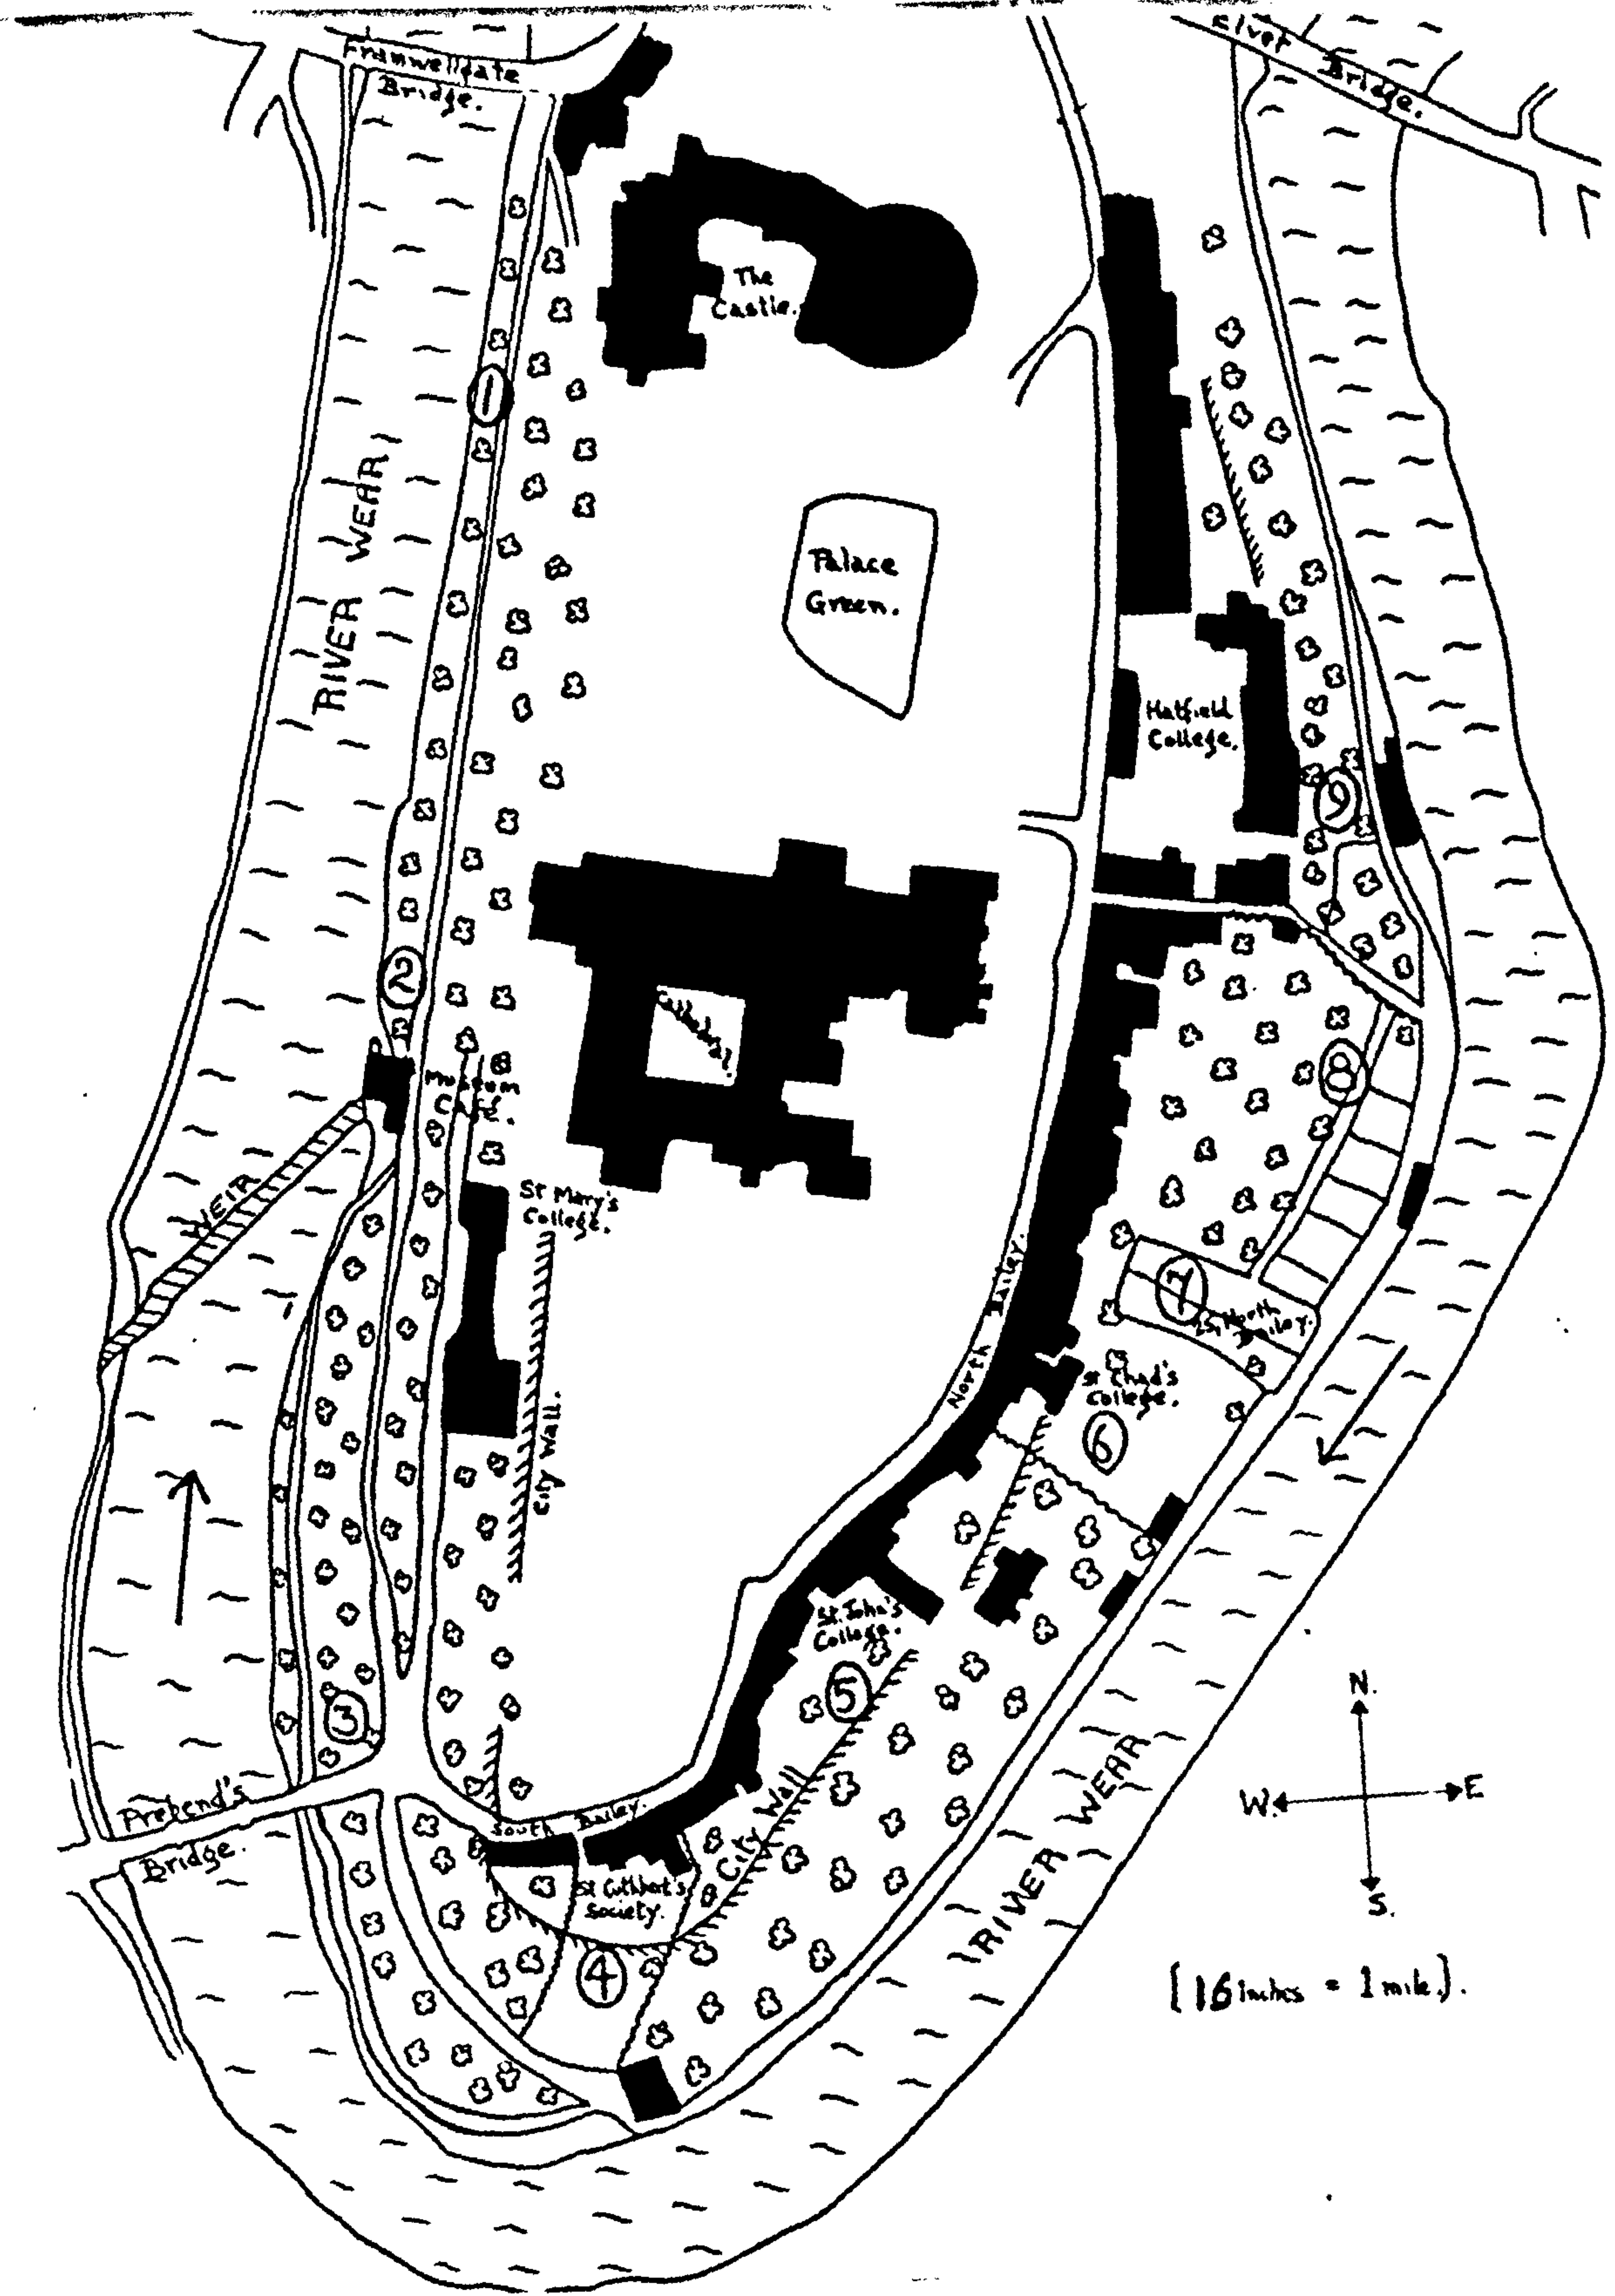 Framwellgate
Bridge.
Elvet
Bridge.
The
Castle.
1
RIVER WEAR
Palace
Green.
Hatfield
College.
9
2
Cathedral.
Museum
Café.
8
WEIR
St Mary's
College.
North Bailey.
7
North
Bailey.
St Chad's
College.
City Wall.
6
St. John's
College.
5
3
N.
W. E
S.
Prebend's
Bridge.
South Bailey.
City Wall
St Cuthbert's
Society.
4
RIVER WEAR
(16 inches = 1 mile.).